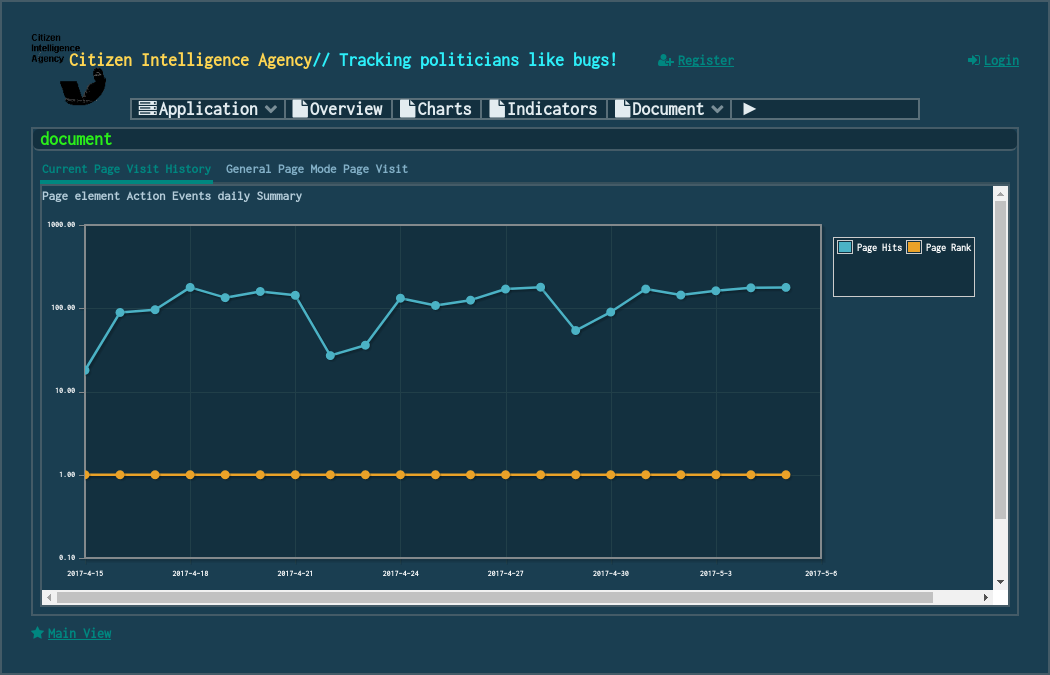 Citizen
Intelligence
Agency
Citizen Intelligence Agency// Tracking politicians like bugs!
Register
Login
Application
Overview
Charts
Indicators
Document
document
Current Page Visit History
General Page Mode Page Visit
Page element Action Events daily Summary
1000.00
100.00
10.00
1.00
0.10
2017-4-15
2017-4-18
2017-4-21
2017-4-24
2017-4-27
2017-4-30
2017-5-3
2017-5-6
Page Hits
Page Rank
Main View